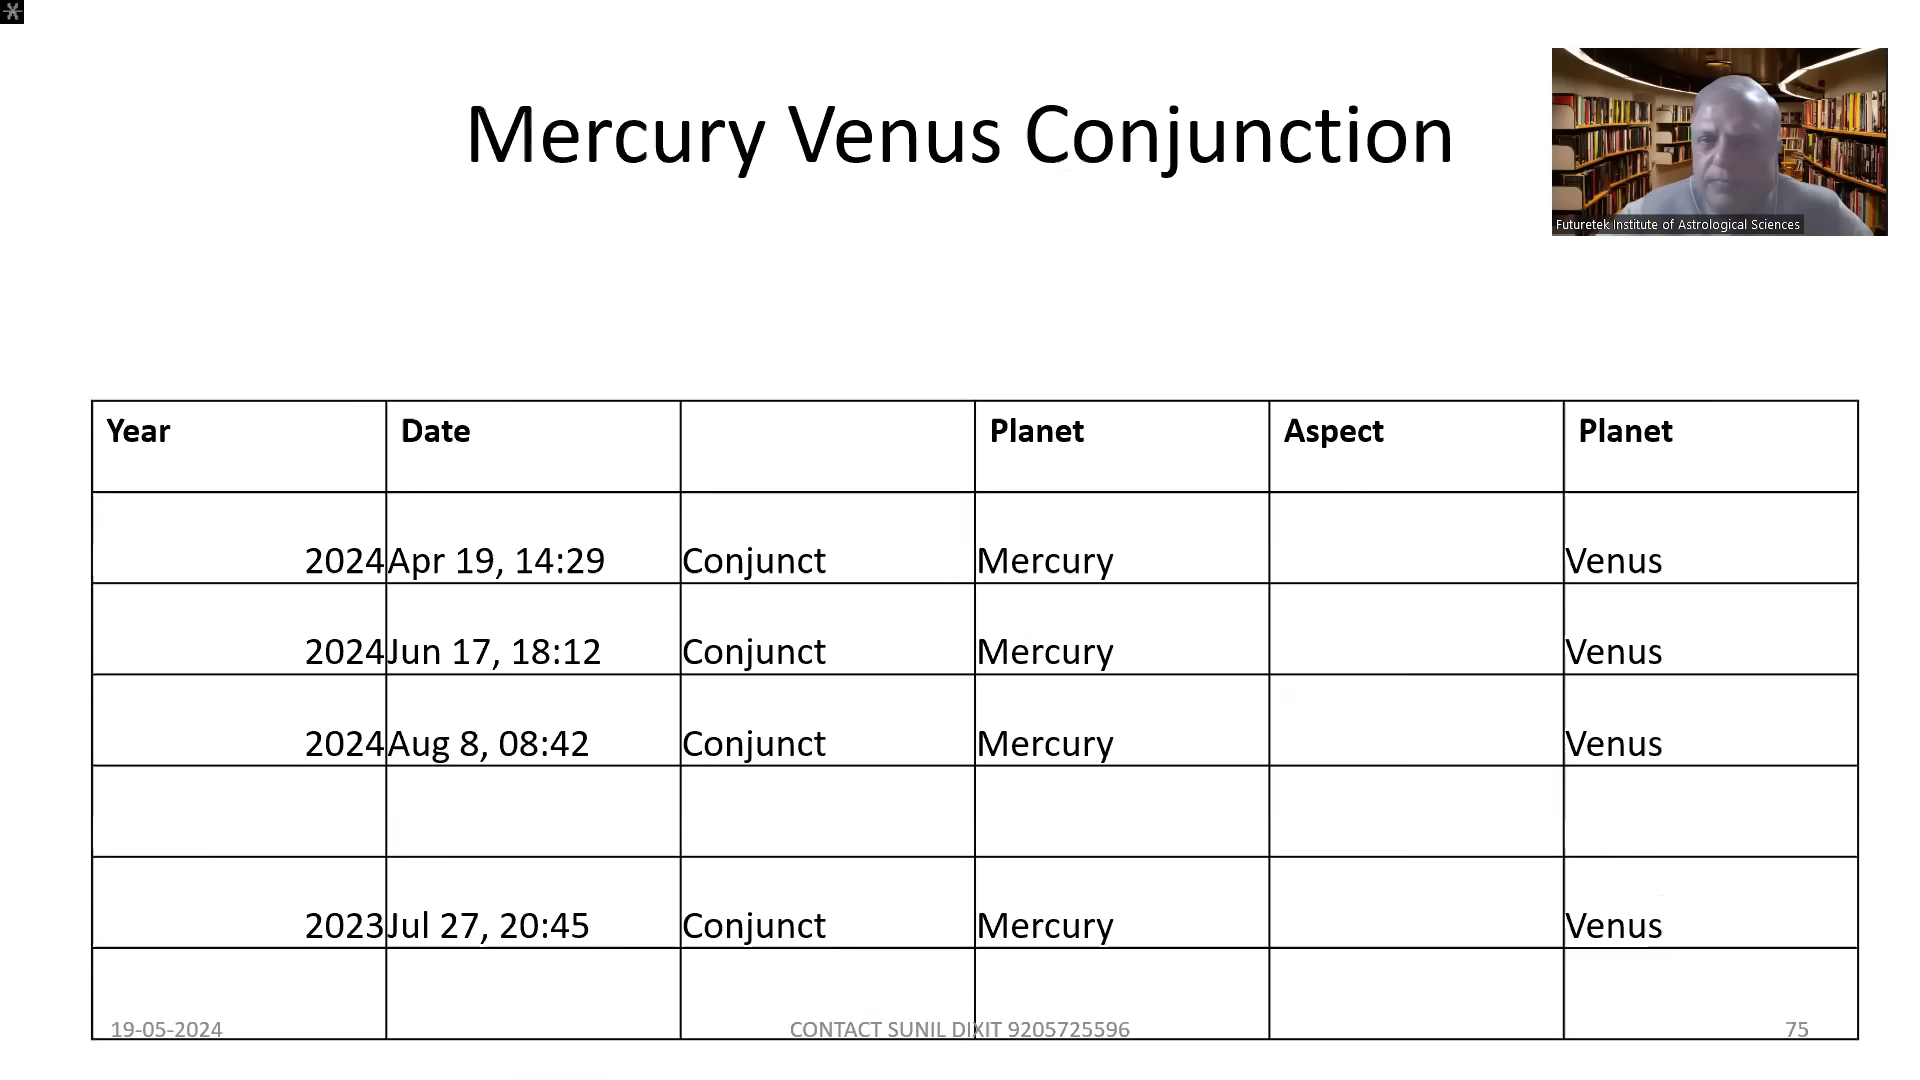 Mercury Venus Conjunction
Futuretek Institute of Astrological Sciences
Year Date Planet Aspect Planet
2024 Apr 19, 14:29 Conjunct Mercury Venus
2024 Jun 17, 18:12 Conjunct Mercury Venus
2024 Aug 8, 08:42 Conjunct Mercury Venus
2023 Jul 27, 20:45 Conjunct Mercury Venus
19-05-2024 CONTACT SUNIL DIXIT 9205725596 75